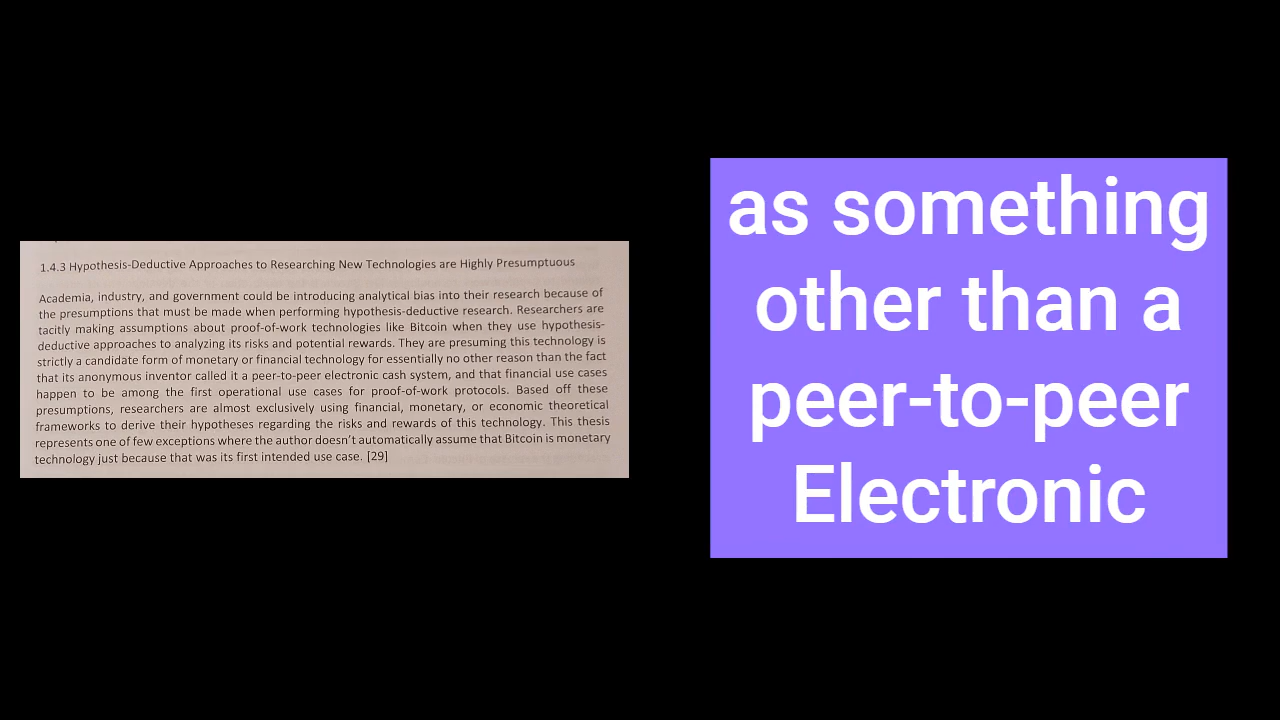 1.4.3 Hypothesis-Deductive Approaches to Researching New Technologies are Highly Presumptuous
Academia, industry, and government could be introducing analytical bias into their research because of
the presumptions that must be made when performing hypothesis-deductive research. Researchers are
tacitly making assumptions about proof-of-work technologies like Bitcoin when they use hypothesis-
deductive approaches to analyzing its risks and potential rewards. They are presuming this technology is
strictly a candidate form of monetary or financial technology for essentially no other reason than the fact
that its anonymous inventor called it a peer-to-peer electronic cash system, and that financial use cases
happen to be among the first operational use cases for proof-of-work protocols. Based off these
presumptions, researchers are almost exclusively using financial, monetary, or economic theoretical
frameworks to derive their hypotheses regarding the risks and rewards of this technology. This thesis
represents one of few exceptions where the author doesn't automatically assume that Bitcoin is monetary
technology just because that was its first intended use case. [29]
as something
other than a
peer-to-peer
Electronic